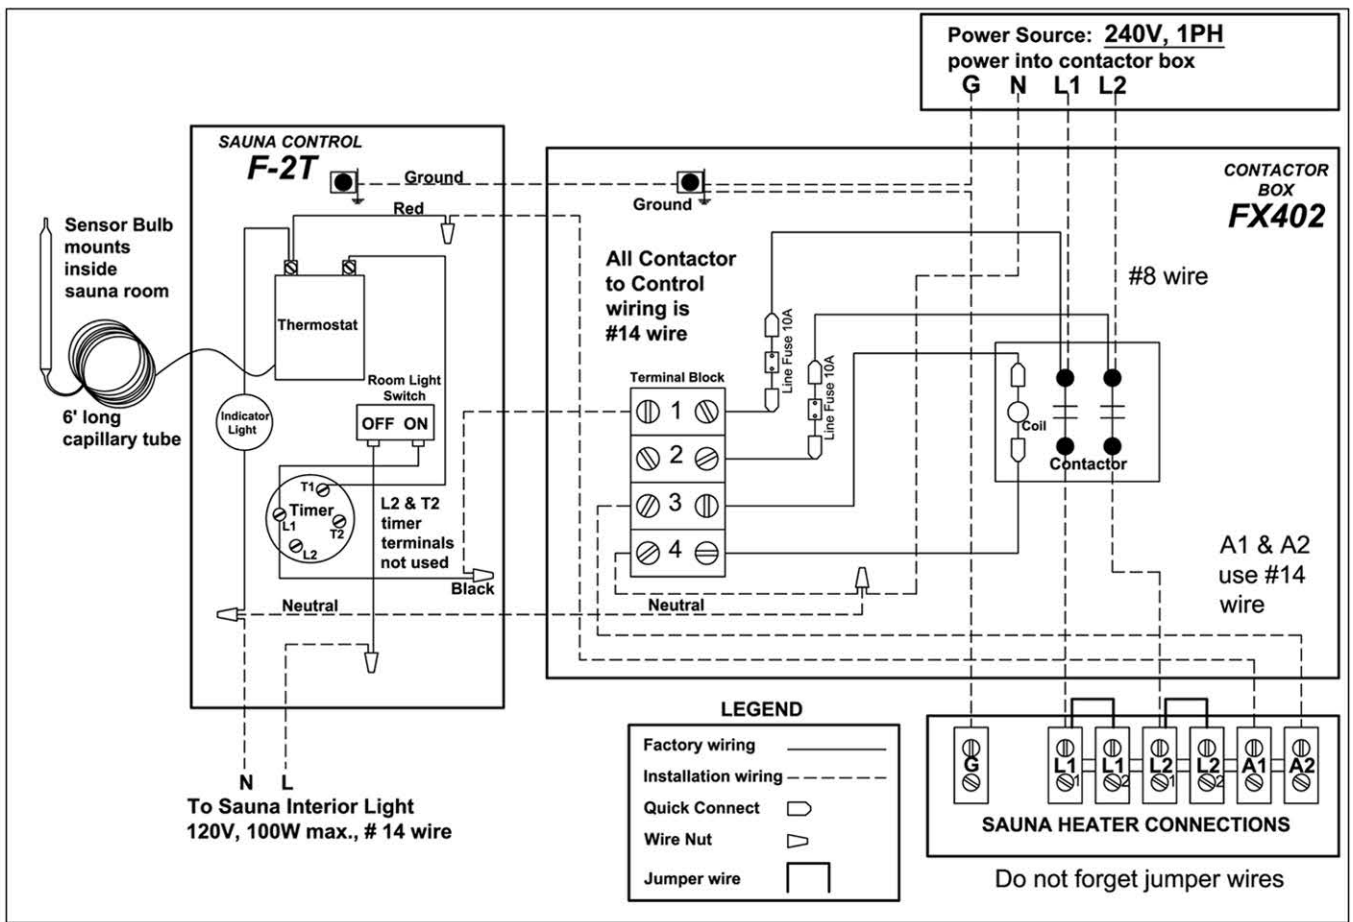 Power Source: 240V, 1PH
power into contactor box
G N L1 L2
SAUNA CONTROL
F-2T
Ground
Red
Sensor Bulb
mounts
inside
sauna room
6' long
capillary tube
Thermostat
Indicator
Light
Room Light
Switch
OFF ON
T1
Timer
L1
T2
L2
L2 & T2
timer
terminals
not used
Black
Neutral
N L
To Sauna Interior Light
120V, 100W max., # 14 wire
CONTACTOR
BOX
FX402
Ground
All Contactor
to Control
wiring is
#14 wire
#8 wire
Line Fuse 10A
Line Fuse 10A
Terminal Block
1
2
3
4
Coil
Contactor
Neutral
A1 & A2
use #14
wire
LEGEND
Factory wiring
Installation wiring
Quick Connect
Wire Nut
Jumper wire
G L1 L1 L2 L2 A1 A2
1 2 1 2
SAUNA HEATER CONNECTIONS
Do not forget jumper wires